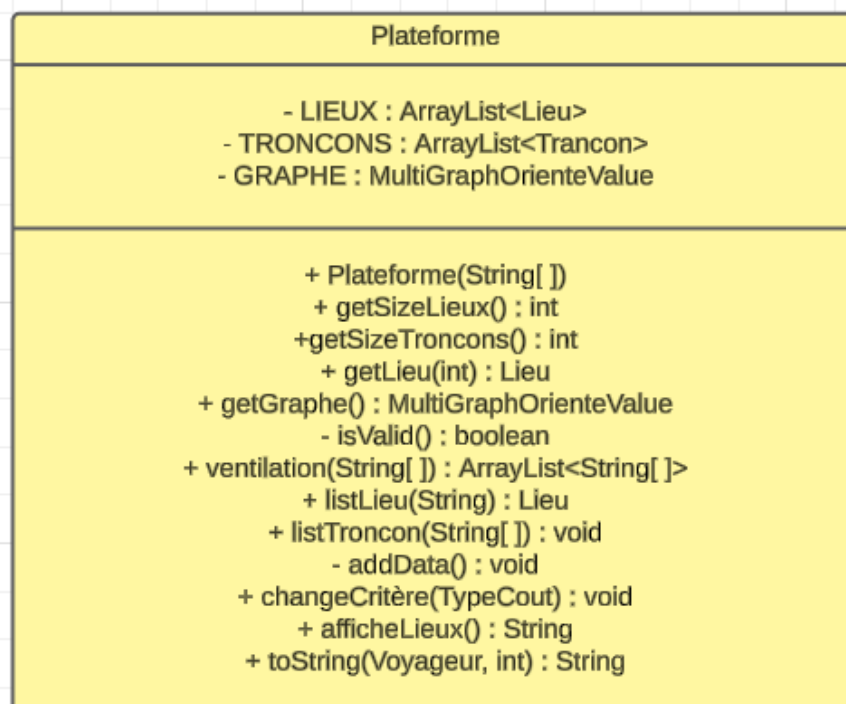 Plateforme
- LIEUX : ArrayList<Lieu>
- TRONCONS : ArrayList<Trancon>
- GRAPHE : MultiGraphOrienteValue
+ Plateforme(String[ ])
+ getSizeLieux() : int
+getSizeTroncons() : int
+ getLieu(int) : Lieu
+ getGraphe() : MultiGraphOrienteValue
- isValid() : boolean
+ ventilation(String[ ]) : ArrayList<String[ ]>
+ listLieu(String) : Lieu
+ listTroncon(String[ ]) : void
- addData() : void
+ changeCritère(TypeCout) : void
+ afficheLieux() : String
+ toString(Voyageur, int) : String